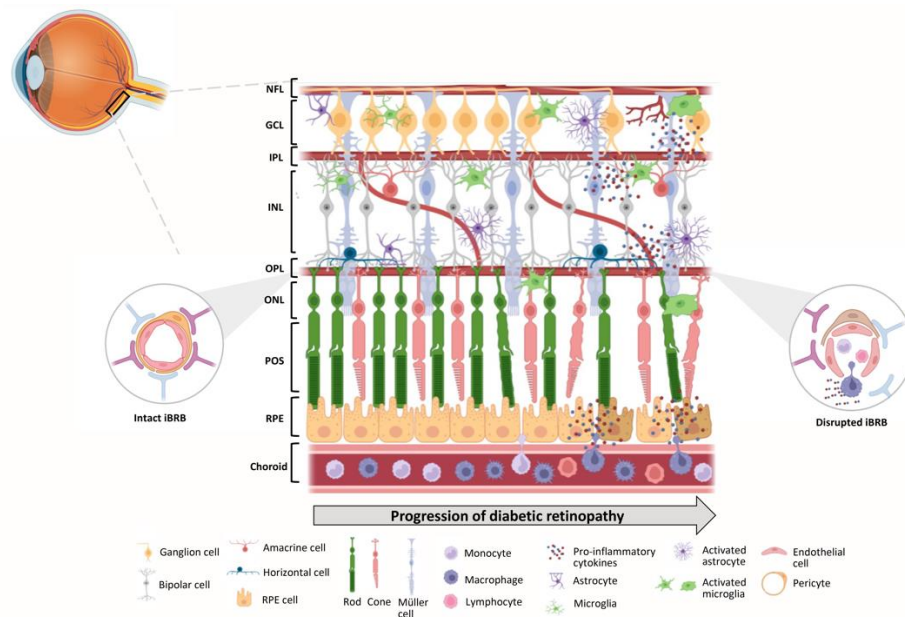 NFL
GCL
IPL
INL
OPL
ONL
POS
RPE
Choroid
Intact iBRB
Disrupted iBRB
Progression of diabetic retinopathy
Ganglion cell
Bipolar cell
Amacrine cell
Horizontal cell
RPE cell
Rod
Cone
Müller
cell
Monocyte
Macrophage
Lymphocyte
Pro-inflammatory
cytokines
Astrocyte
Microglia
Activated
astrocyte
Activated
microglia
Endothelial
cell
Pericyte